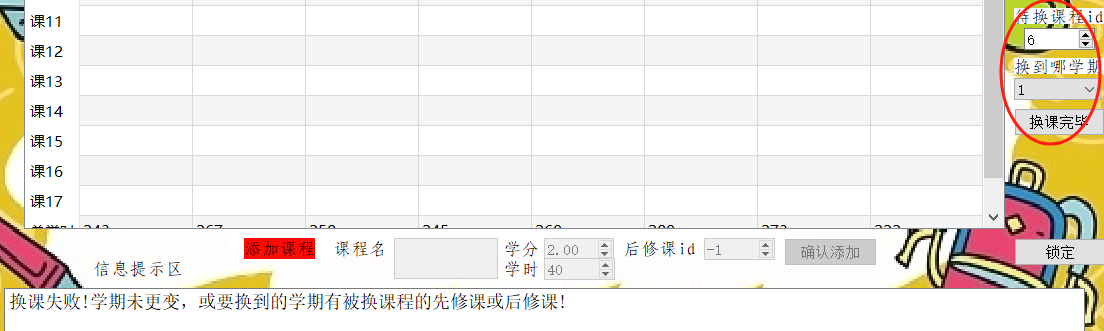 待换课程id
课11
6
课12
换到哪学期
课13
1
课14
换课完毕
课15
课16
课17
添加课程
课程名
学分 2.00
后修课id -1
确认添加
锁定
信息提示区
学时 40
换课失败!学期未更变，或要换到的学期有被换课程的先修课或后修课!